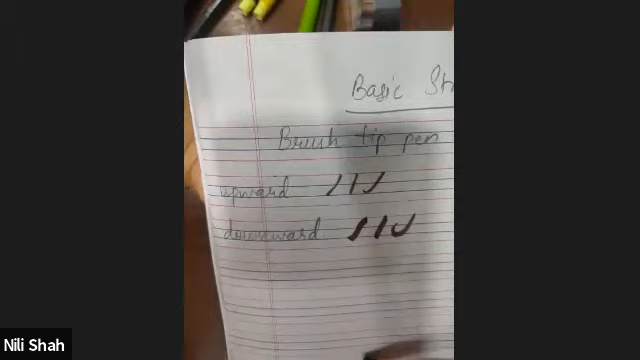 Basic St
Brush tip pen
upward
downward
Nili Shah